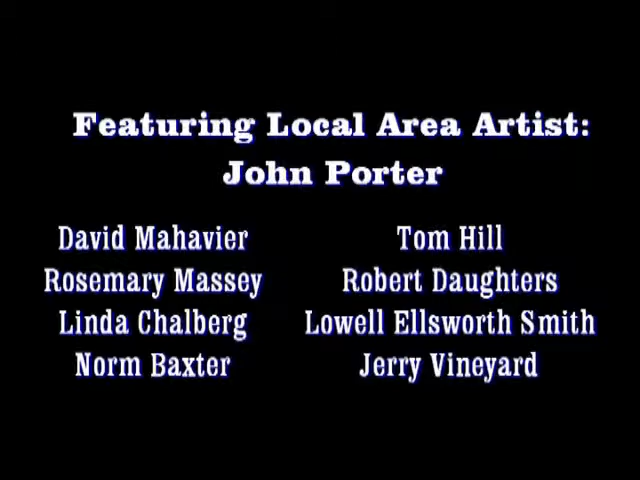 Featuring Local Area Artist:
John Porter
David Mahavier
Rosemary Massey
Linda Chalberg
Norm Baxter
Tom Hill
Robert Daughters
Lowell Ellsworth Smith
Jerry Vineyard